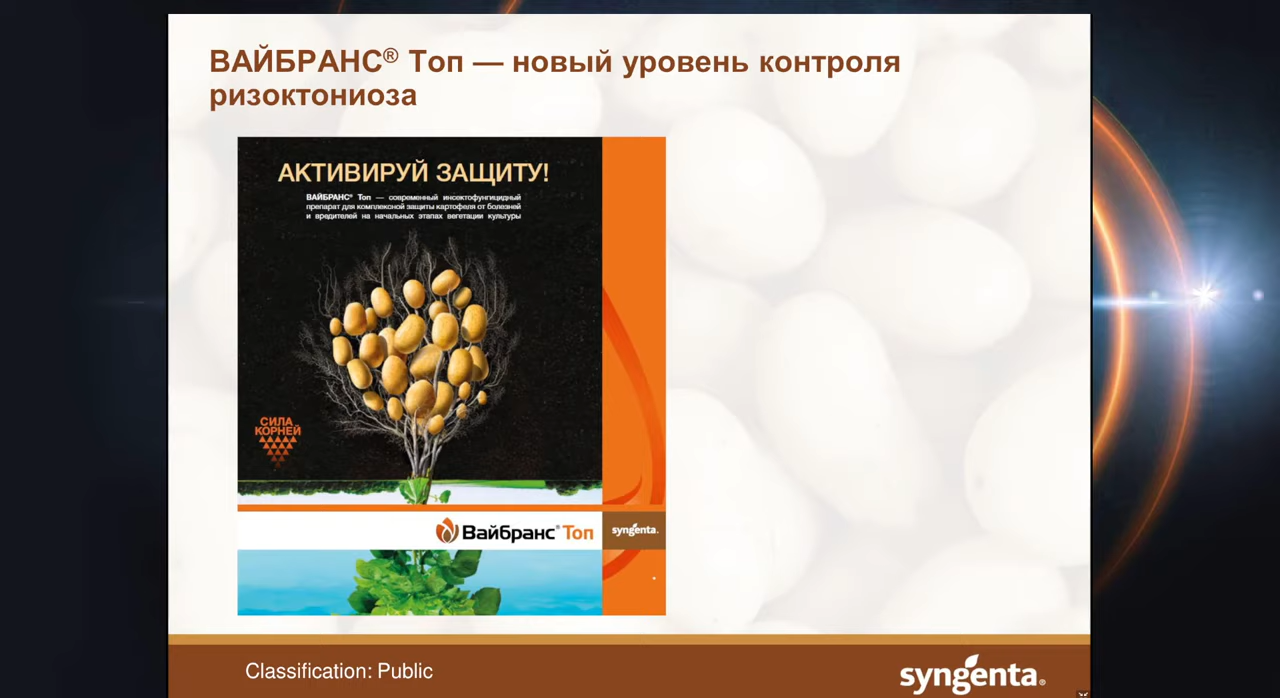 ВАЙБРАНС® Топ — новый уровень контроля
ризоктониоза
АКТИВИРУЙ ЗАЩИТУ!
ВАЙБРАНС® Топ — современный инсектофунгицидный
препарат для комплексной защиты картофеля от болезней
и вредителей на начальных этапах вегетации культуры
СИЛА
КОРНЕЙ
Вайбранс® Топ
syngenta.
Classification: Public
syngenta®